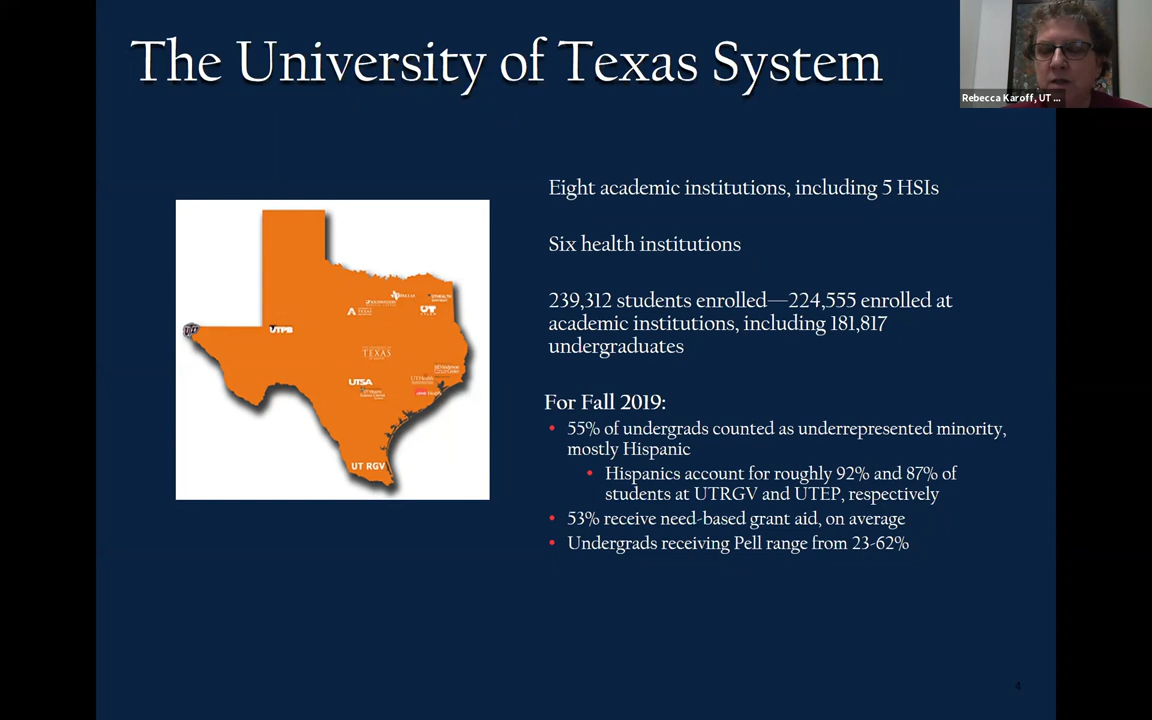 The University of Texas System
Rebecca Karoff, UT ...
Eight academic institutions, including 5 HSIs
Six health institutions
239,312 students enrolled—224,555 enrolled at
academic institutions, including 181,817
undergraduates
For Fall 2019:
• 55% of undergrads counted as underrepresented minority,
mostly Hispanic
• Hispanics account for roughly 92% and 87% of
students at UTRGV and UTEP, respectively
• 53% receive need-based grant aid, on average
• Undergrads receiving Pell range from 23-62%
UTPB
TEXAS
UTSA
UT RGV
4